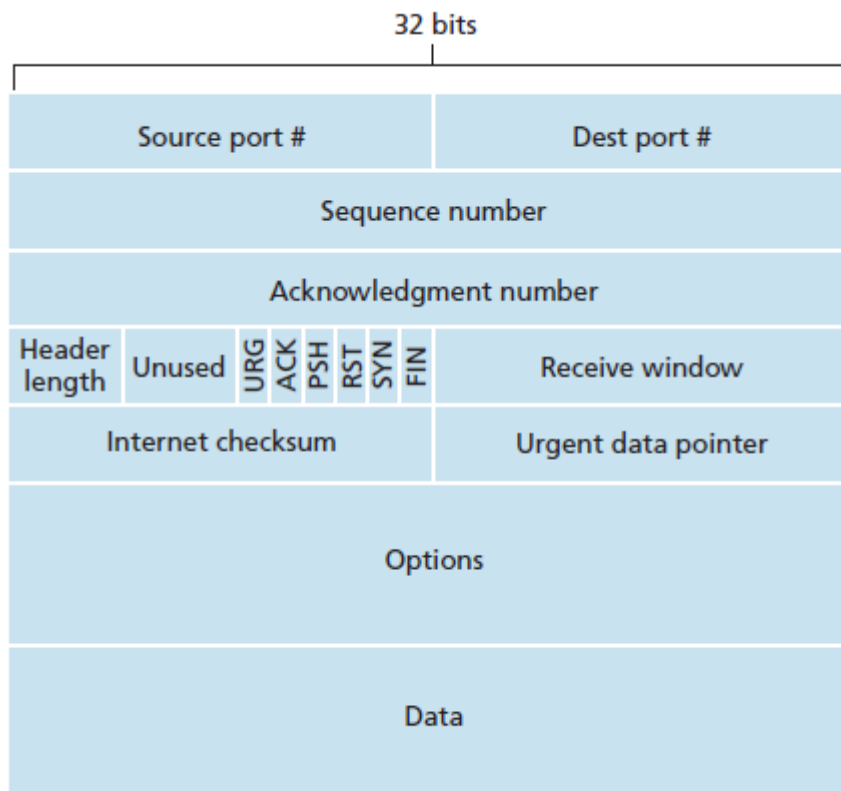 32 bits
Source port #
Dest port #
Sequence number
Acknowledgment number
Header
length
Unused
URG
ACK
PSH
RST
SYN
FIN
Receive window
Internet checksum
Urgent data pointer
Options
Data